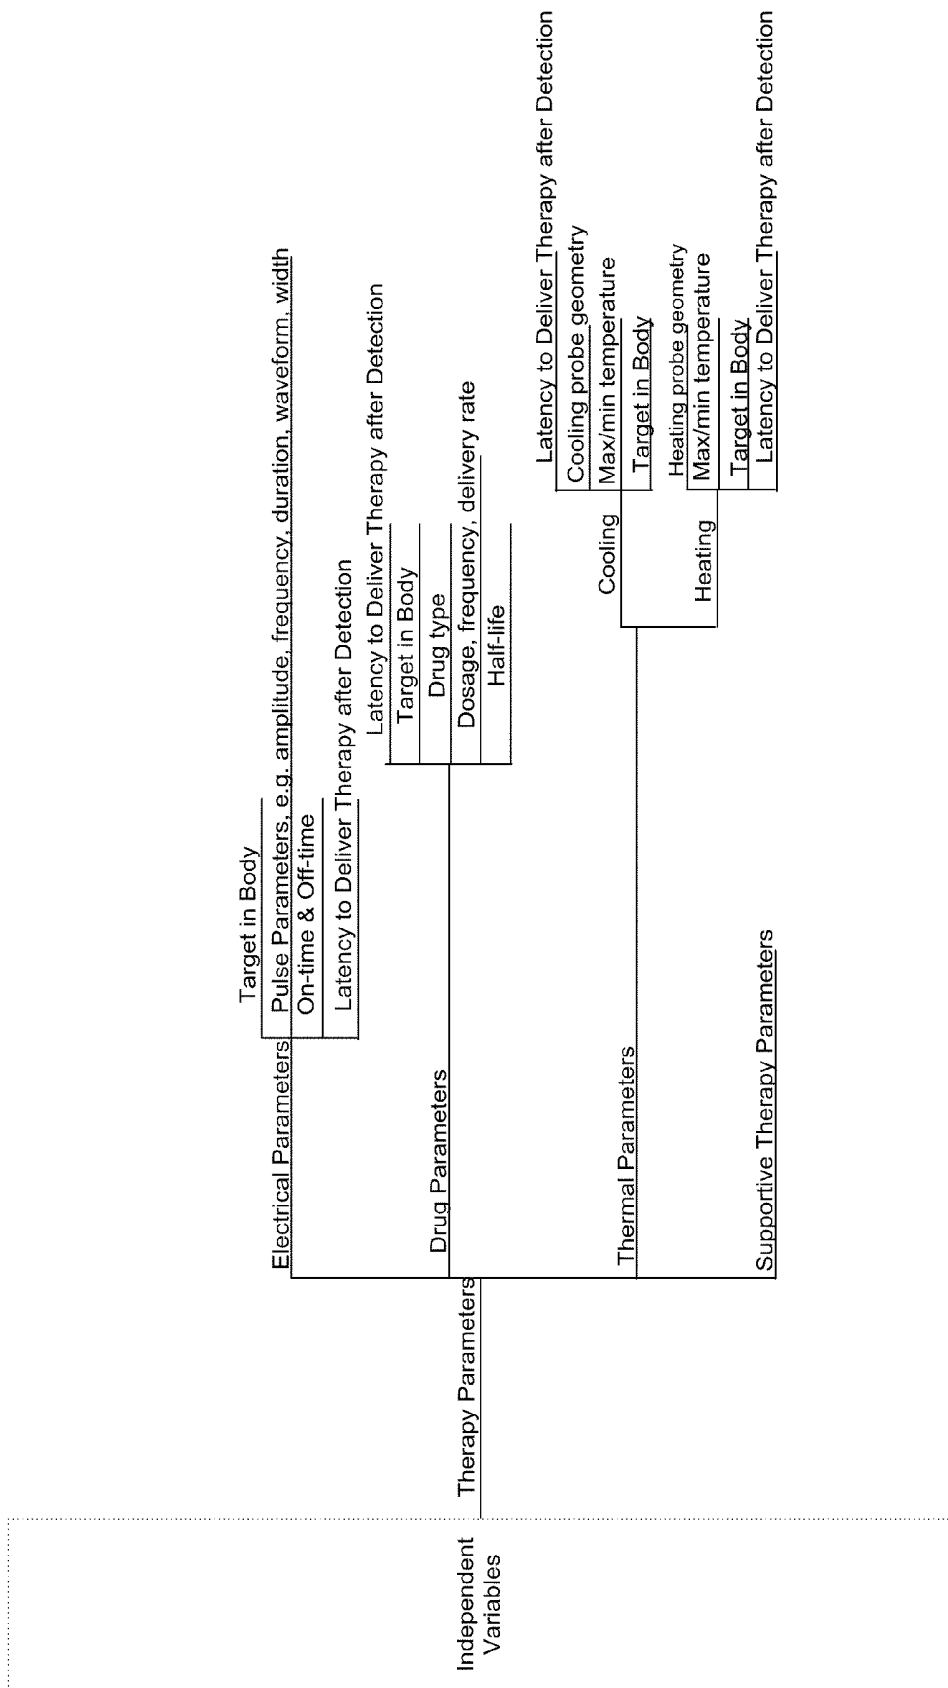 Independent
Variables
Therapy Parameters
Electrical Parameters
Target in Body
Pulse Parameters, e.g. amplitude, frequency, duration, waveform, width
On-time & Off-time
Latency to Deliver Therapy after Detection
Drug Parameters
Latency to Deliver Therapy after Detection
Target in Body
Drug type
Dosage, frequency, delivery rate
Half-life
Thermal Parameters
Cooling
Latency to Deliver Therapy after Detection
Cooling probe geometry
Max/min temperature
Target in Body
Heating
Heating probe geometry
Max/min temperature
Target in Body
Latency to Deliver Therapy after Detection
Supportive Therapy Parameters